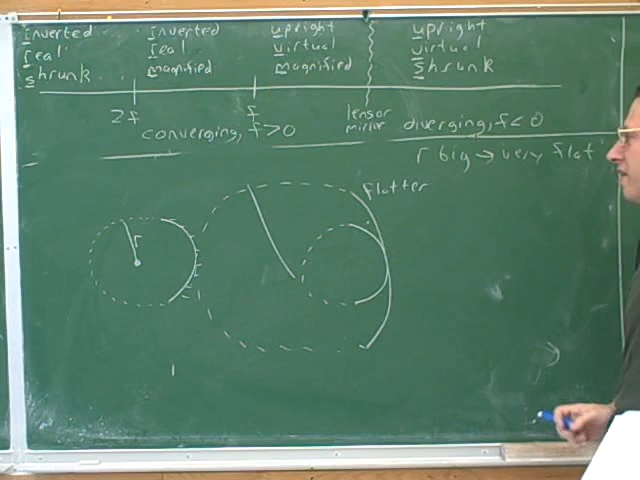 inverted inverted upright upright
real real virtual virtual
shrunk magnified magnified shrunk
2f f lens or
mirror
converging, f>0 diverging, f<0
r big → very flat
flatter
r